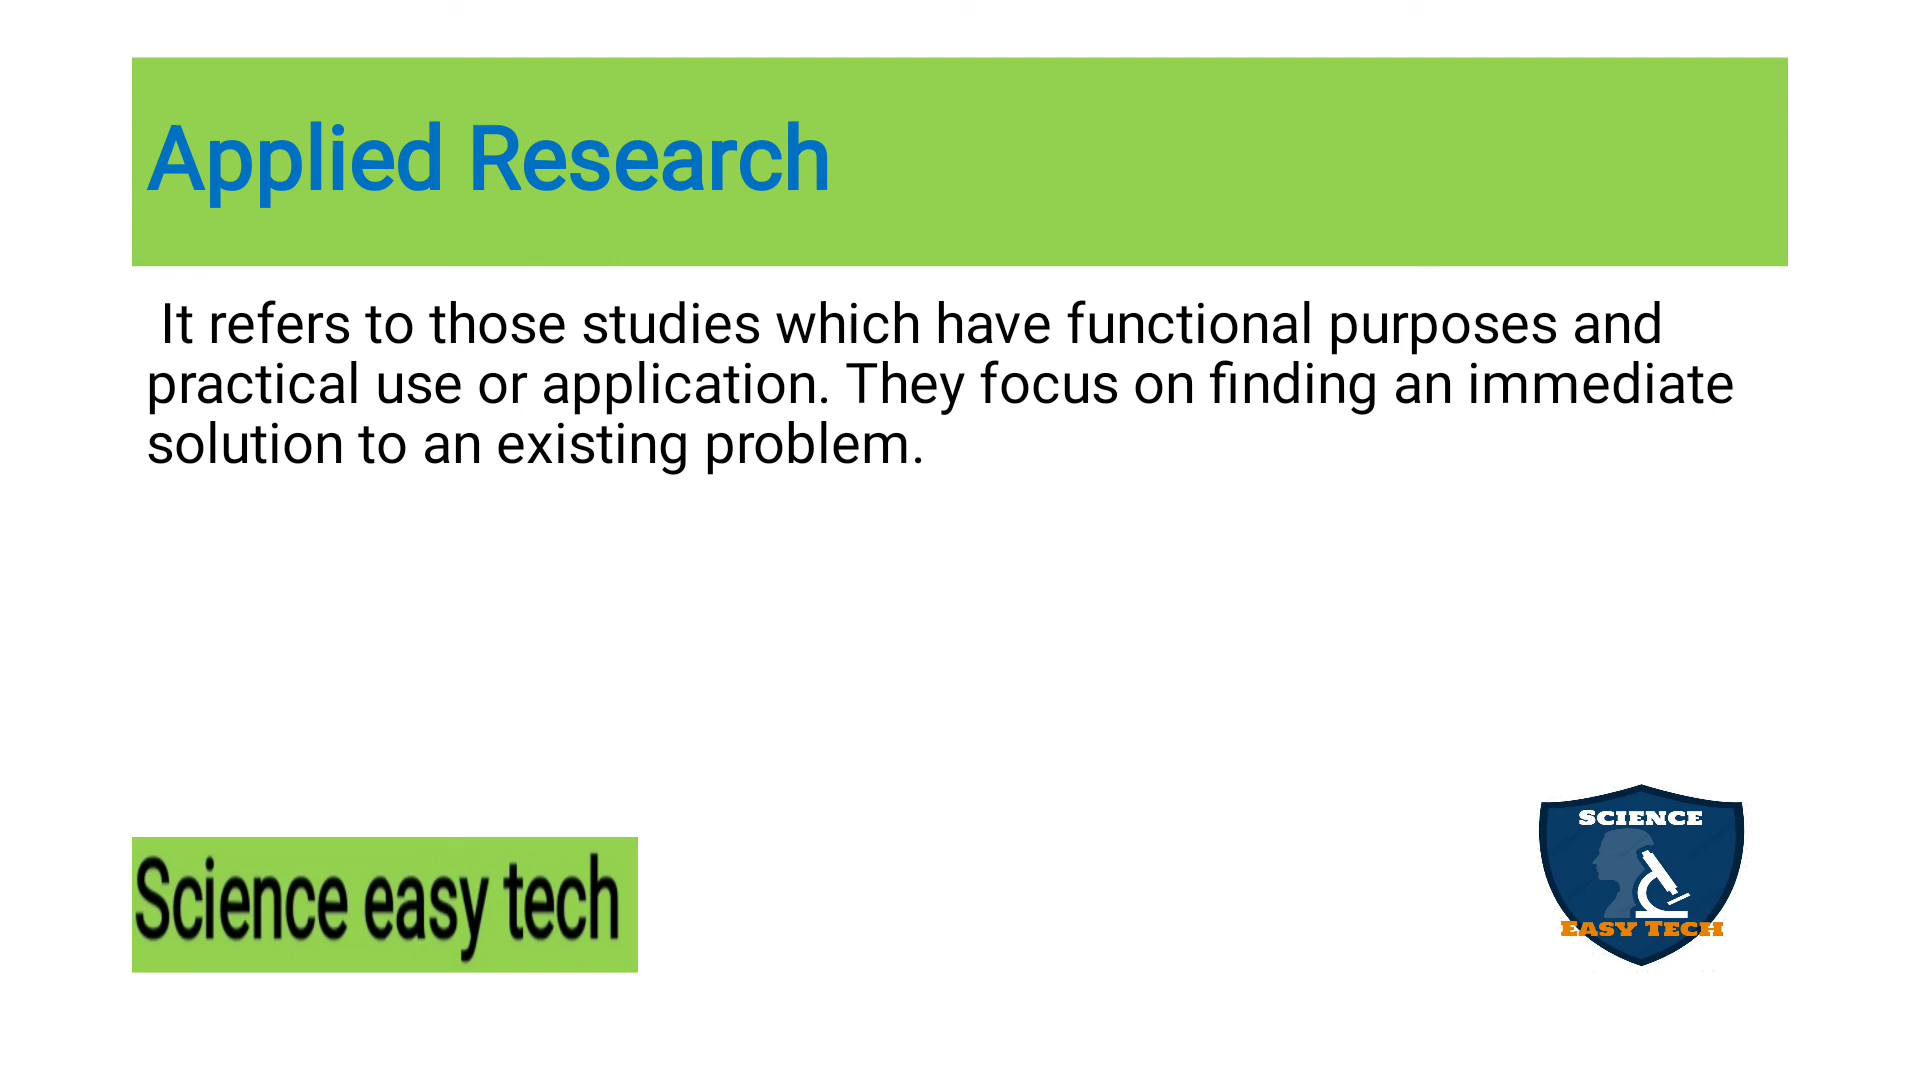 Applied Research
It refers to those studies which have functional purposes and
practical use or application. They focus on finding an immediate
solution to an existing problem.
Science easy tech
SCIENCE
EASY TECH